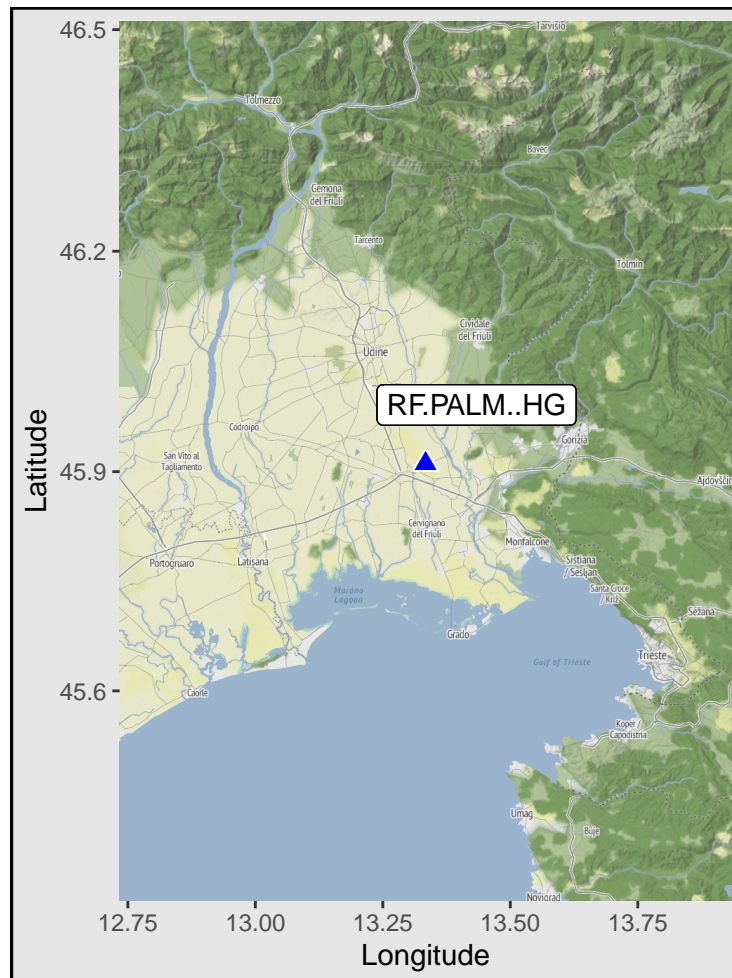 46.5
46.2
45.9
45.6
Latitude
12.75
13.00
13.25
13.50
13.75
Longitude
Tarvisio
Tolmezzo
Bovec
Gemona
del Friuli
Tarcento
Tolmin
Cividale
del Friuli
Udine
RF.PALM..HG
Codroipo
Gorizia
San Vito al
Tagliamento
Ajdovščin
Cervignano
del Friuli
Monfalcone
Portogruaro
Latisana
Sistiana
/ Sesljan
Marano
Lagoon
Santa Croce
/ Križ
Sežana
Grado
Trieste
Gulf of Trieste
Caorle
Koper /
Capodistria
Umag
Buje
Novigrad